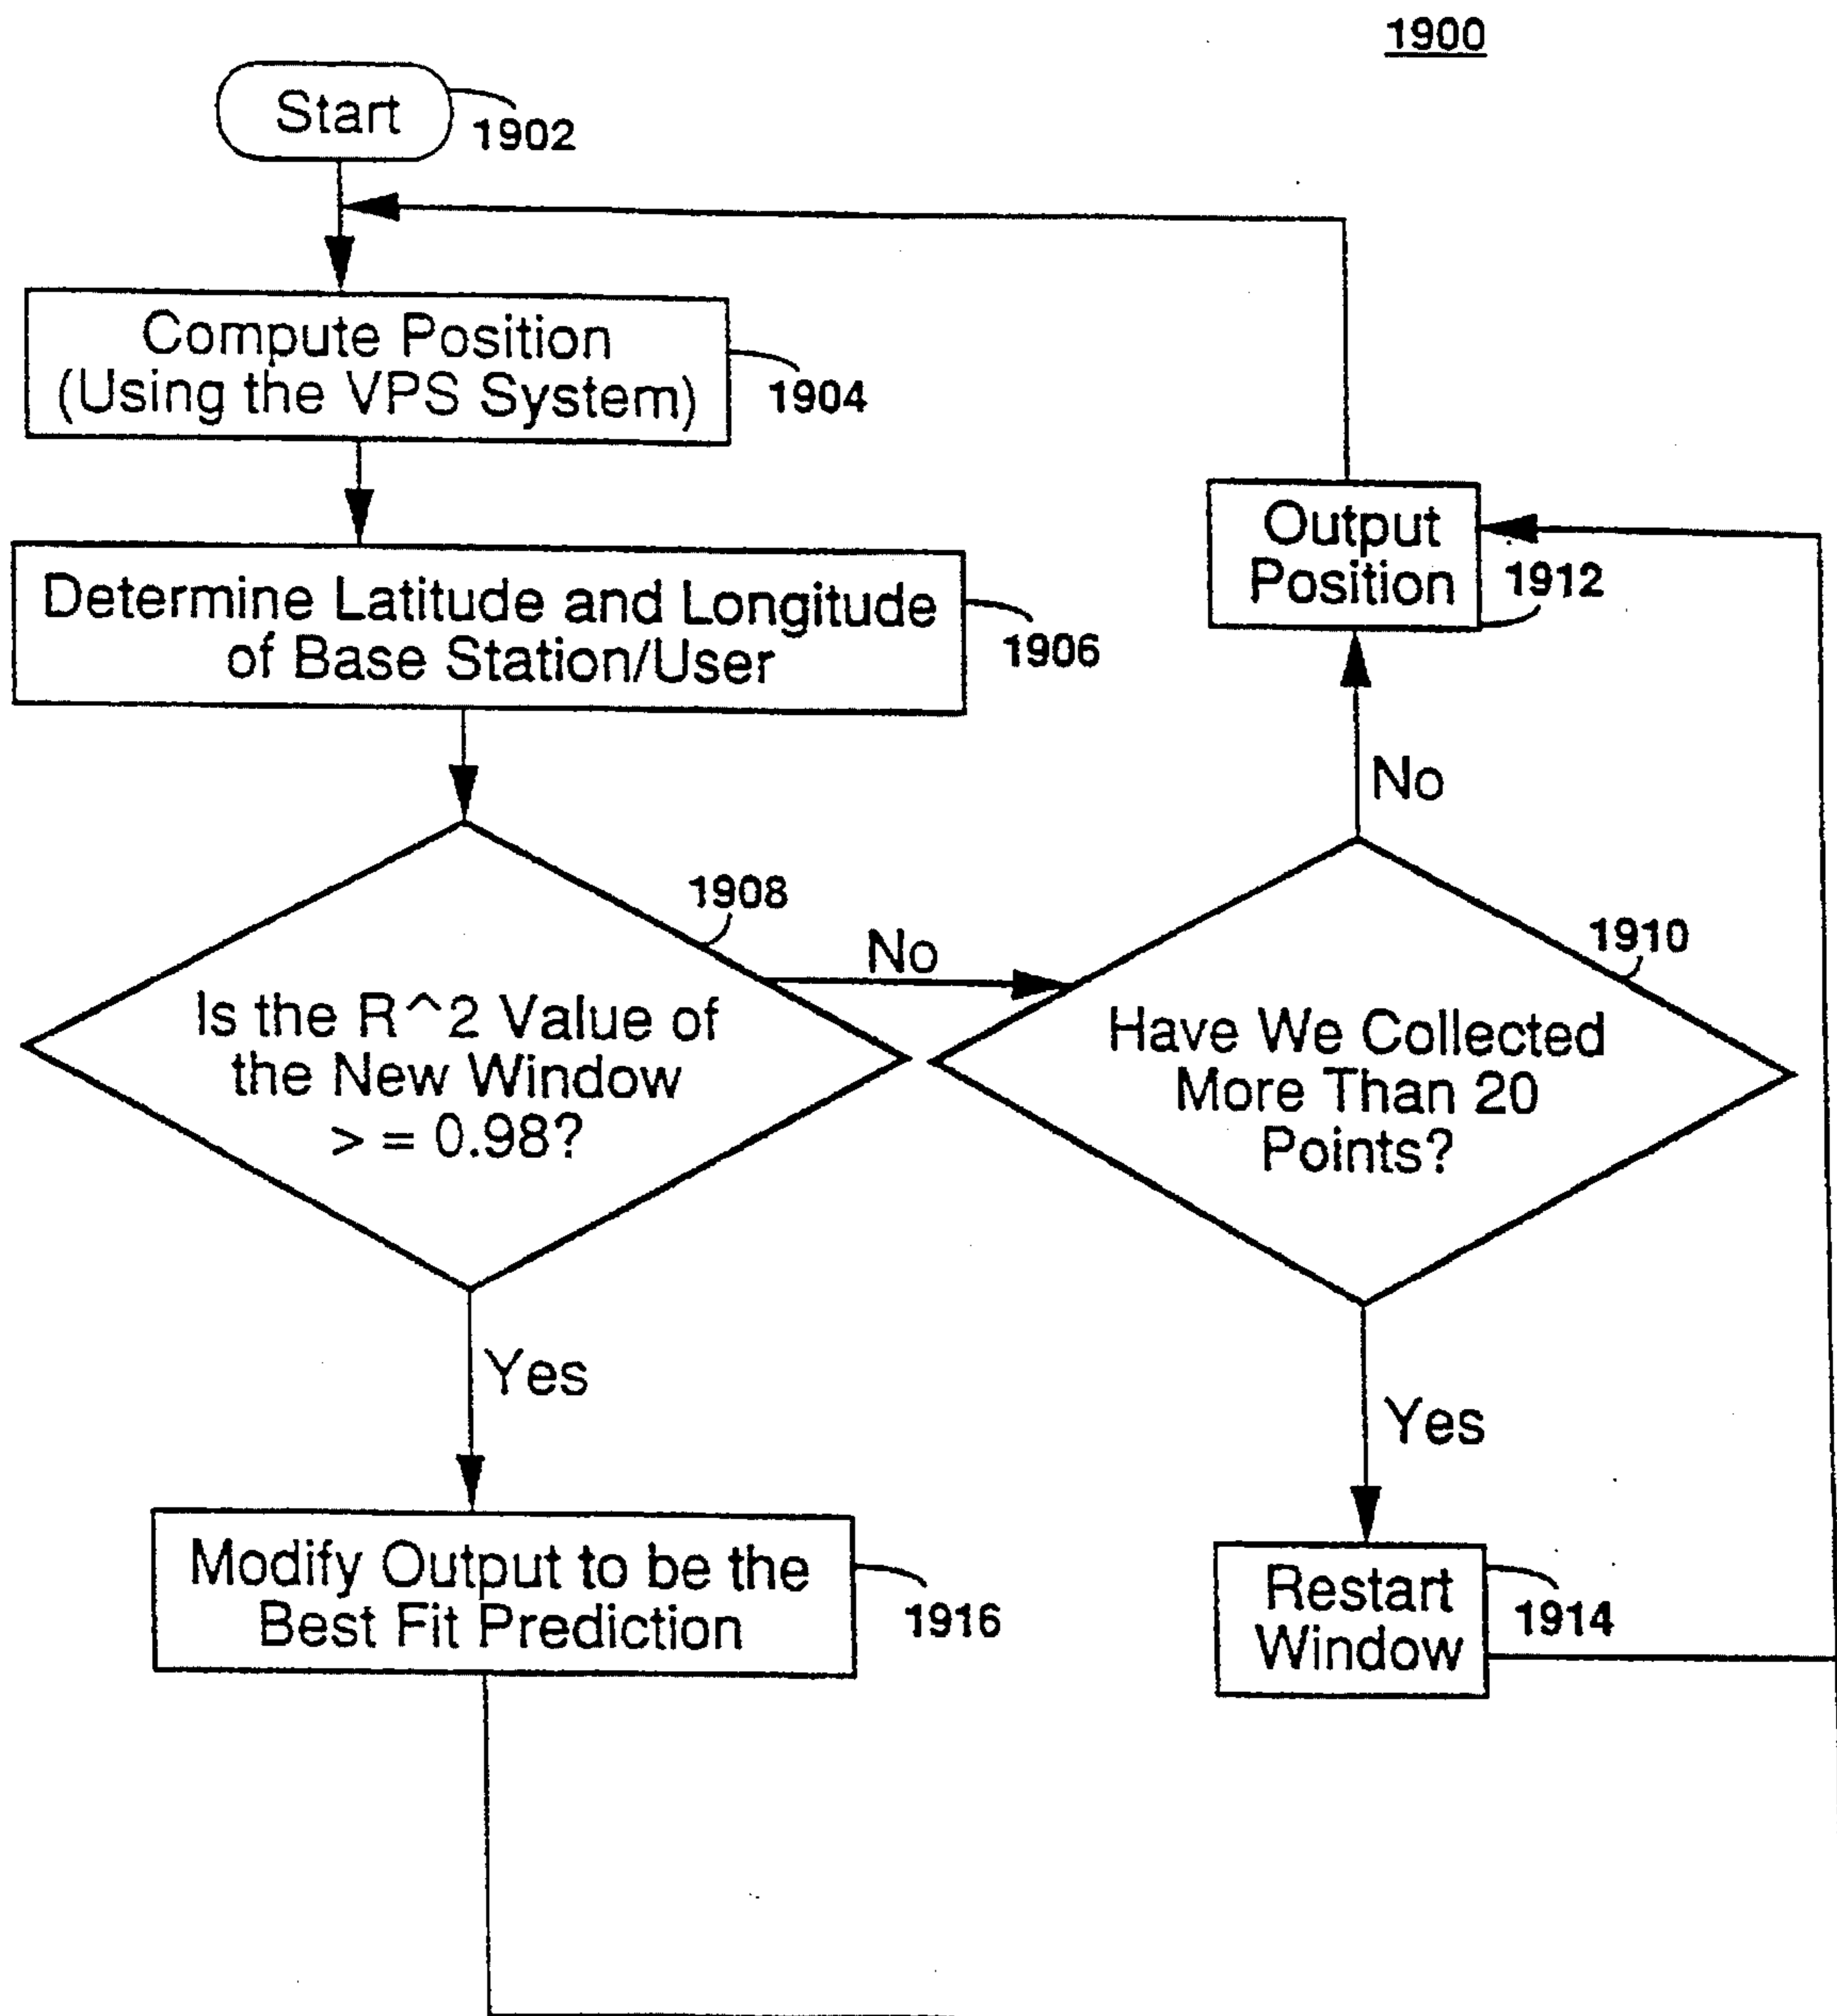 1900
Start
1902
Compute Position
(Using the VPS System)
1904
Determine Latitude and Longitude
of Base Station/User
1906
Output
Position
1912
No
1908
No
1910
Is the R^2 Value of
the New Window
> = 0.98?
Have We Collected
More Than 20
Points?
Yes
Yes
Modify Output to be the
Best Fit Prediction
1916
Restart
Window
1914